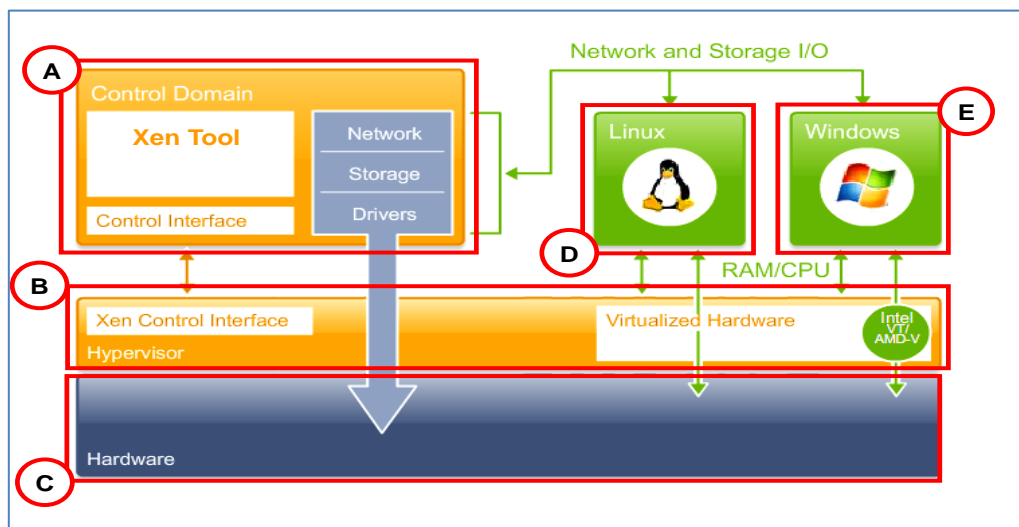 A
Control Domain
Xen Tool
Control Interface
Network
Storage
Drivers
Network and Storage I/O
Linux
D
Windows
E
RAM/CPU
B
Xen Control Interface
Hypervisor
Virtualized Hardware
Intel
VT/
AMD-V
Hardware
C